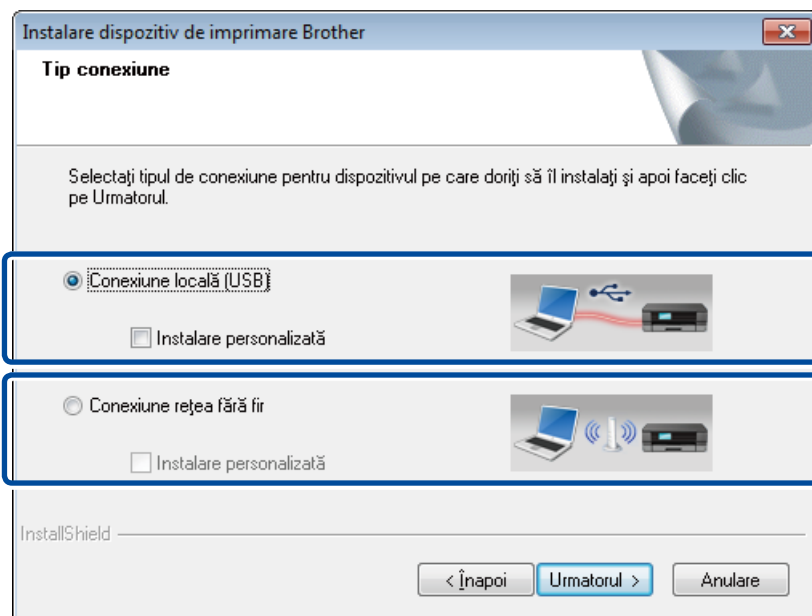 Instalare dispozitiv de imprimare Brother
Tip conexiune
Selectaţi tipul de conexiune pentru dispozitivul pe care doriţi să îl instalaţi şi apoi faceţi clic
pe Urmatorul.
Conexiune locală (USB)
Instalare personalizată
Conexiune reţea fără fir
Instalare personalizată
InstallShield
< Înapoi
Urmatorul >
Anulare